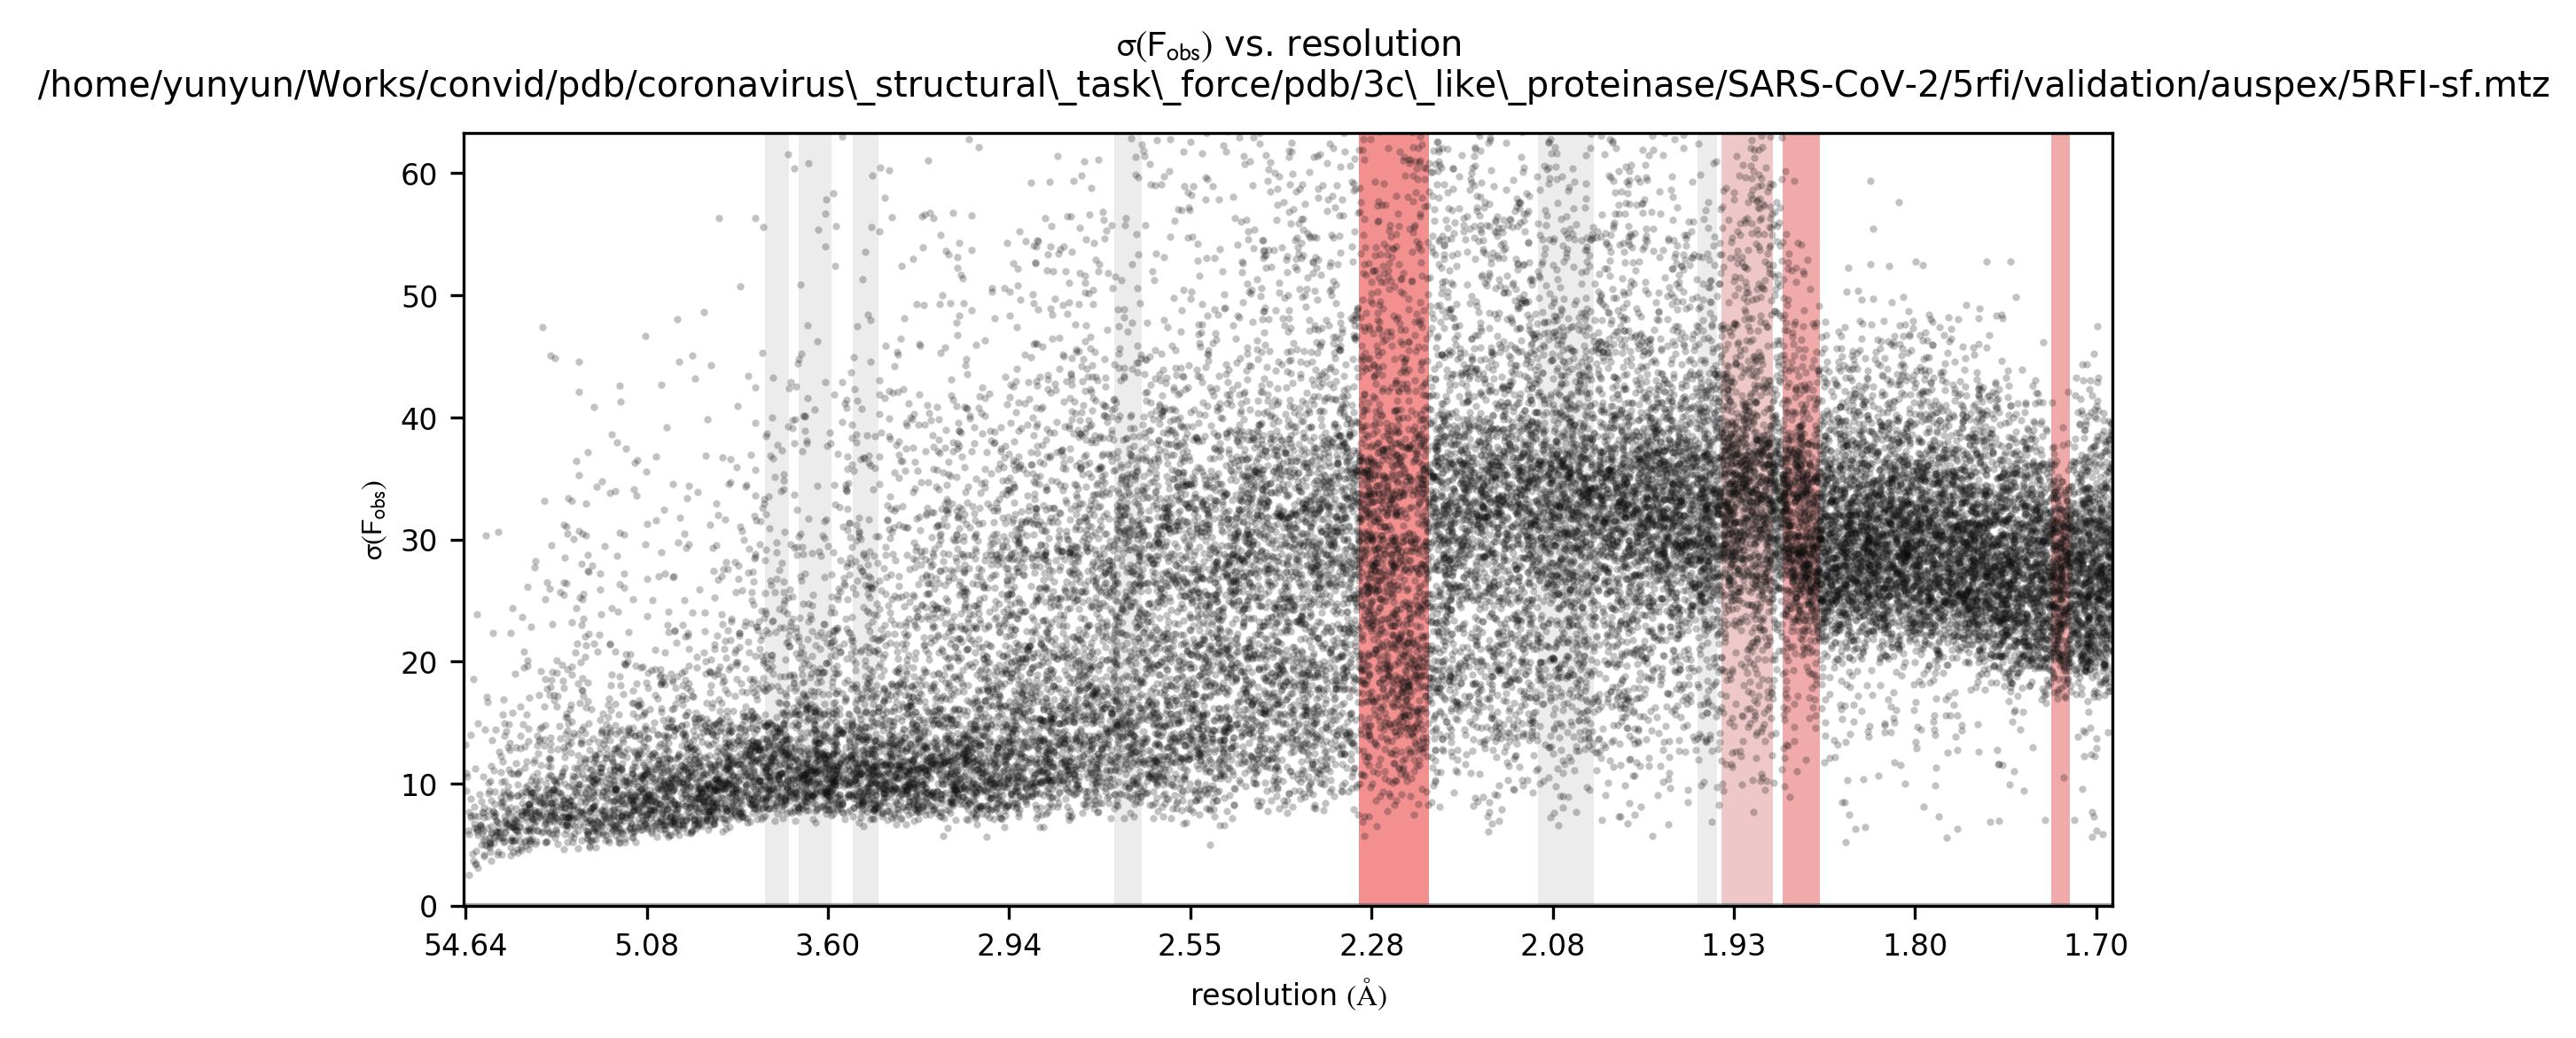 σ(F_obs) vs. resolution
/home/yunyun/Works/convid/pdb/coronavirus\_structural\_task\_force/pdb/3c\_like\_proteinase/SARS-CoV-2/5rfi/validation/auspex/5RFI-sf.mtz
σ(F_obs)
60
50
40
30
20
10
0
54.64 5.08 3.60 2.94 2.55 2.28 2.08 1.93 1.80 1.70
resolution (Å)